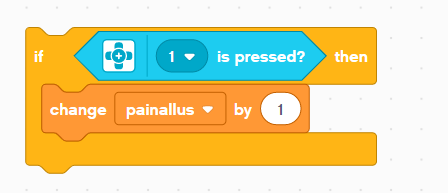 if 1 is pressed? then
change painallus by 1